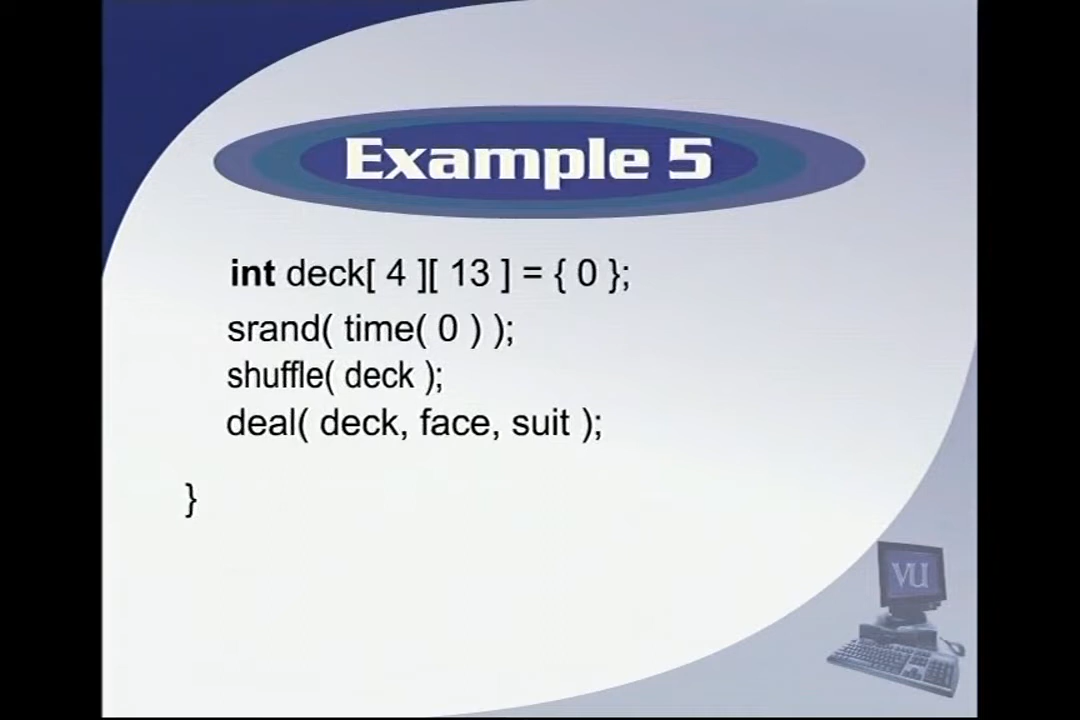 Example 5
int deck[ 4 ][ 13 ] = { 0 };
srand( time( 0 ) );
shuffle( deck );
deal( deck, face, suit );
}
VU